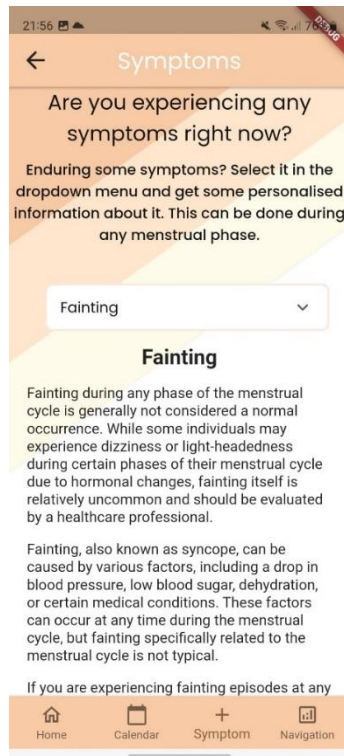 21:56
76%
DEBUG
Symptoms
Are you experiencing any
symptoms right now?
Enduring some symptoms? Select it in the
dropdown menu and get some personalised
information about it. This can be done during
any menstrual phase.
Fainting
Fainting
Fainting during any phase of the menstrual
cycle is generally not considered a normal
occurrence. While some individuals may
experience dizziness or light-headedness
during certain phases of their menstrual cycle
due to hormonal changes, fainting itself is
relatively uncommon and should be evaluated
by a healthcare professional.
Fainting, also known as syncope, can be
caused by various factors, including a drop in
blood pressure, low blood sugar, dehydration,
or certain medical conditions. These factors
can occur at any time during the menstrual
cycle, but fainting specifically related to the
menstrual cycle is not typical.
If you are experiencing fainting episodes at any
Home
Calendar
Symptom
Navigation